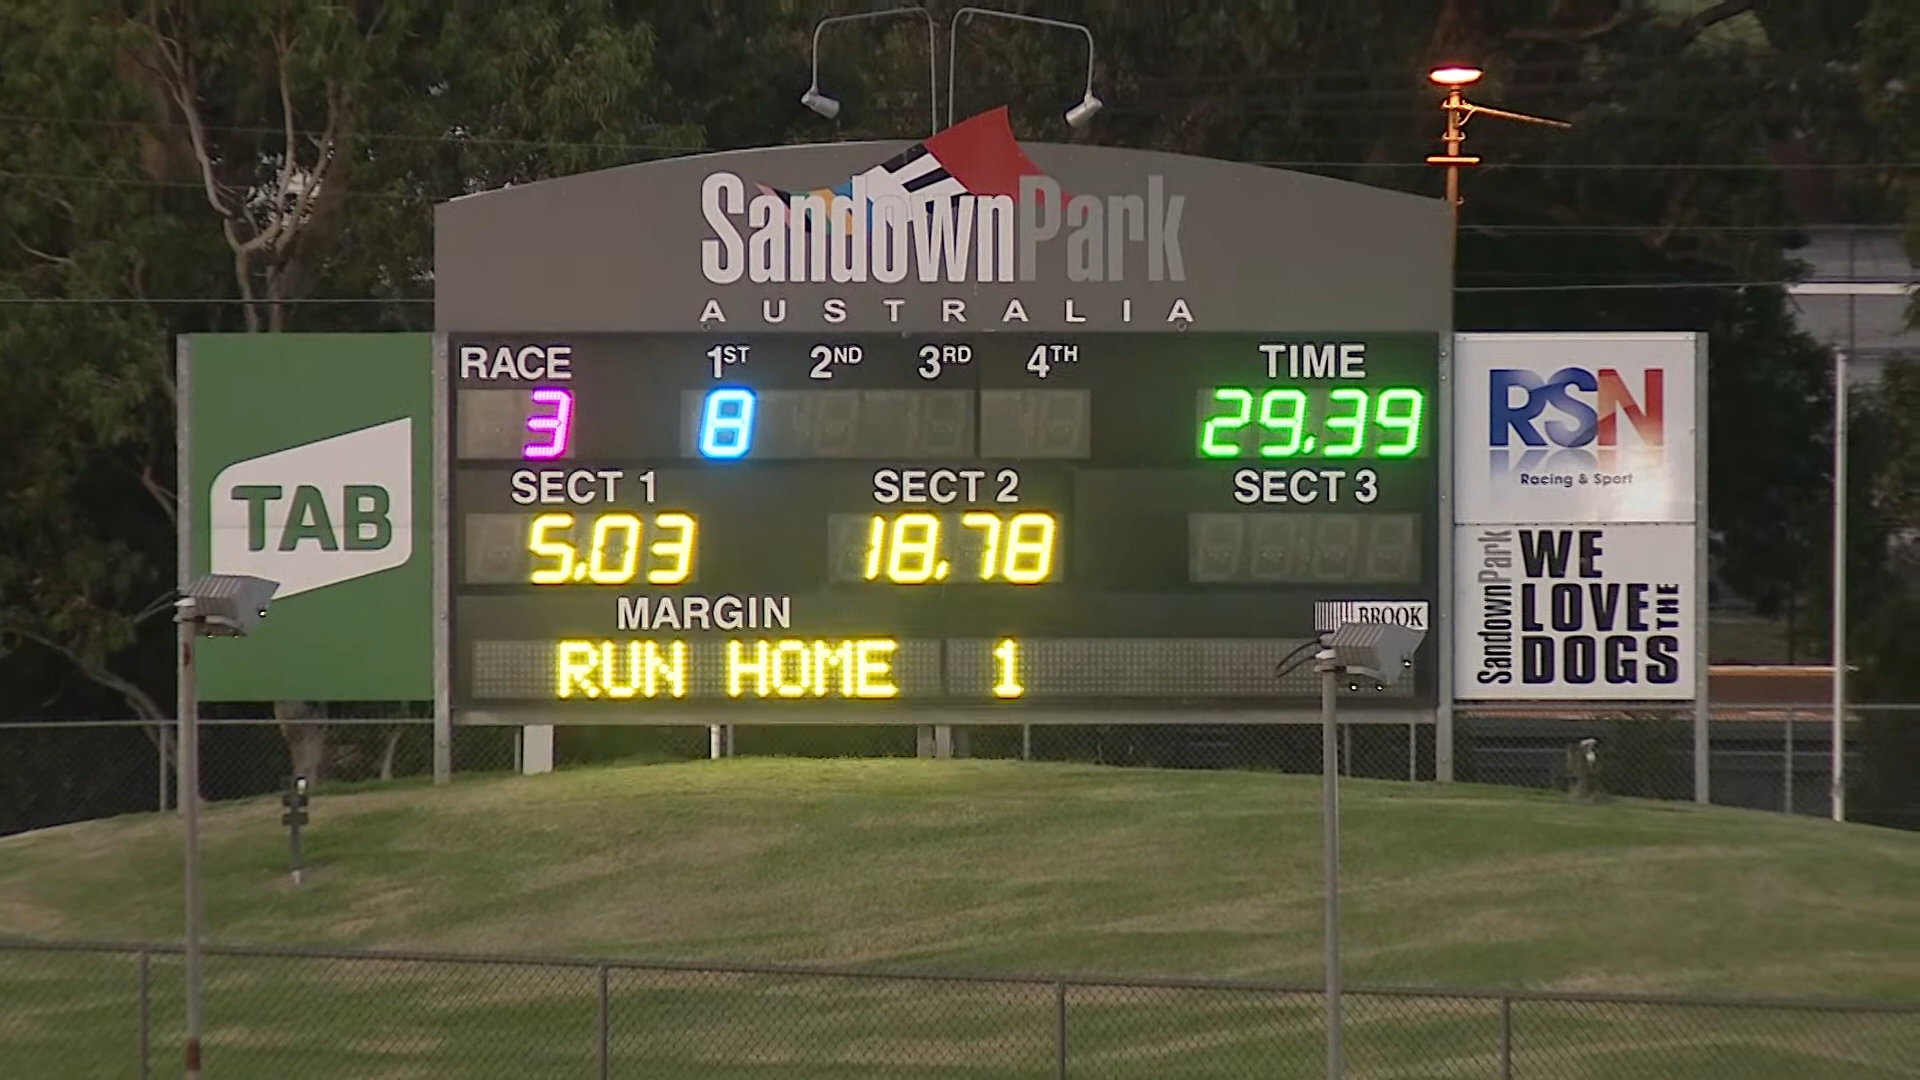 SandownPark
AUSTRALIA
RACE 1ST 2ND 3RD 4TH TIME
3 8 29.39
SECT 1 SECT 2 SECT 3
5.03 18.78
MARGIN
BROOK
RUN HOME 1
TAB
RSN
Racing & Sport
SandownPark
WE
LOVE THE
DOGS